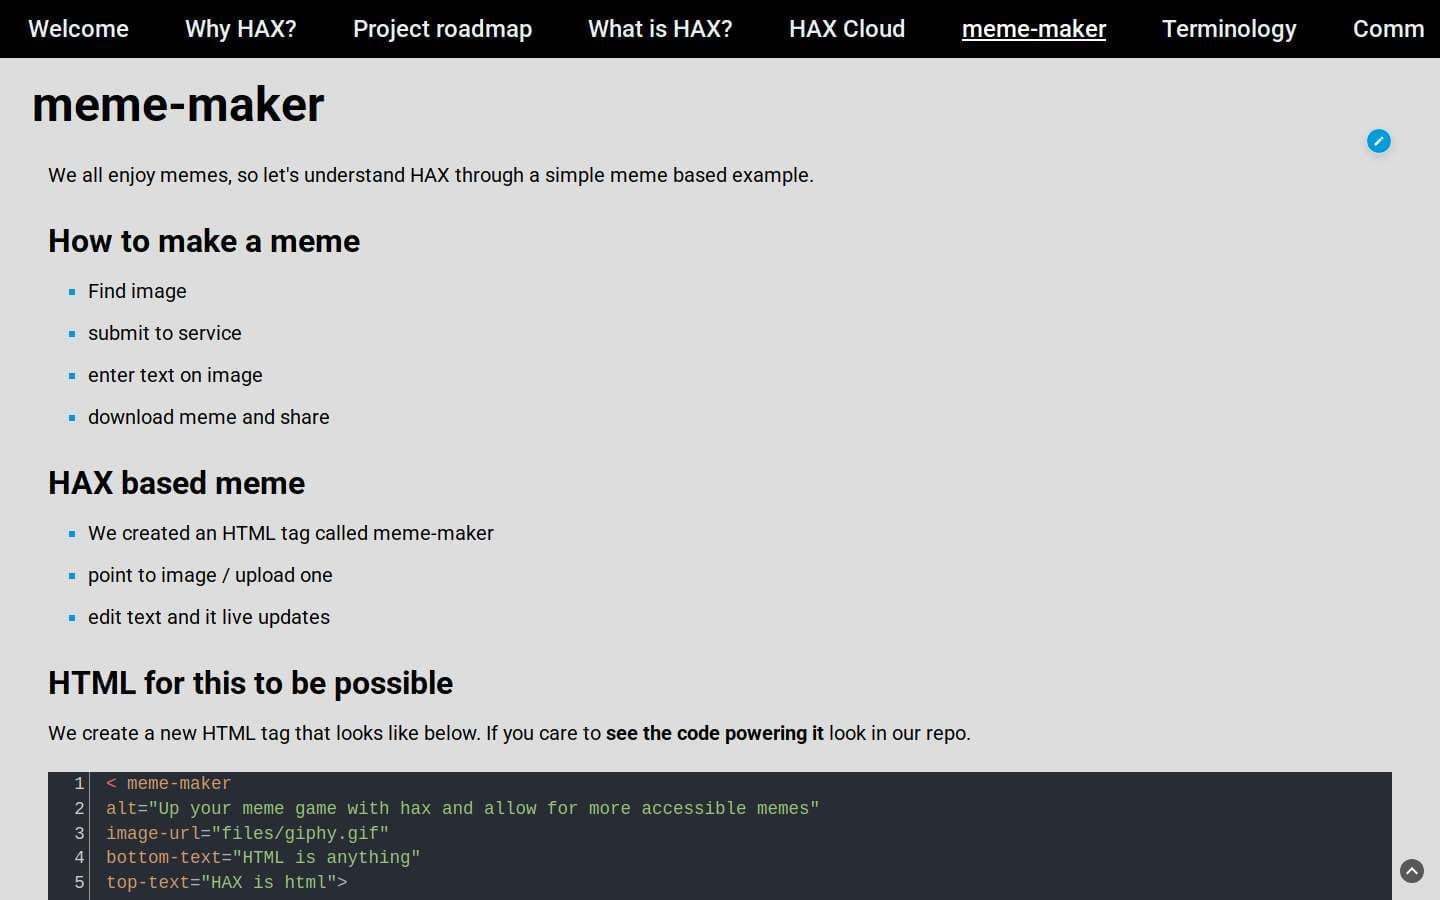 Welcome Why HAX? Project roadmap What is HAX? HAX Cloud meme-maker Terminology Comm
meme-maker
We all enjoy memes, so let's understand HAX through a simple meme based example.
How to make a meme
Find image
submit to service
enter text on image
download meme and share
HAX based meme
We created an HTML tag called meme-maker
point to image / upload one
edit text and it live updates
HTML for this to be possible
We create a new HTML tag that looks like below. If you care to see the code powering it look in our repo.
1 < meme-maker
2 alt="Up your meme game with hax and allow for more accessible memes"
3 image-url="files/giphy.gif"
4 bottom-text="HTML is anything"
5 top-text="HAX is html">